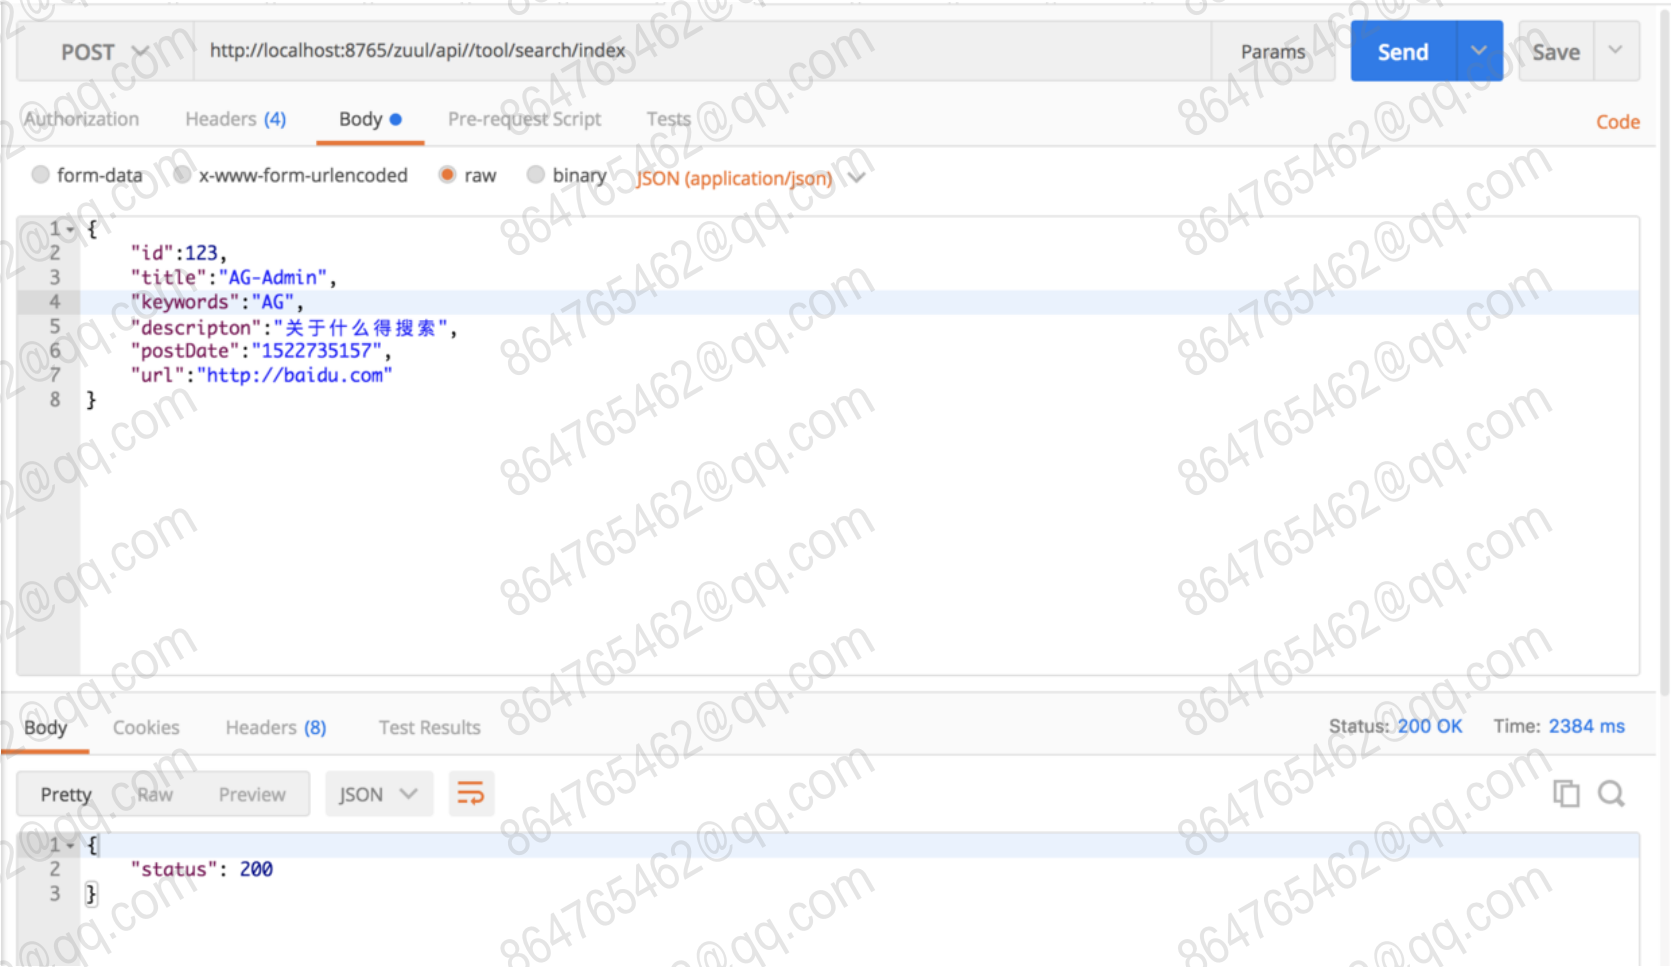 POST http://localhost:8765/zuul/api//tool/search/index Params Send Save
Authorization Headers (4) Body Pre-request Script Tests Code
form-data x-www-form-urlencoded raw binary JSON (application/json)
1 {
2 "id":123,
3 "title":"AG-Admin",
4 "keywords":"AG",
5 "descripton":"关于什么得搜索",
6 "postDate":"1522735157",
7 "url":"http://baidu.com"
8 }
Body Cookies Headers (8) Test Results Status: 200 OK Time: 2384 ms
Pretty Raw Preview JSON
1 {
2 "status": 200
3 }
864765462@qq.com